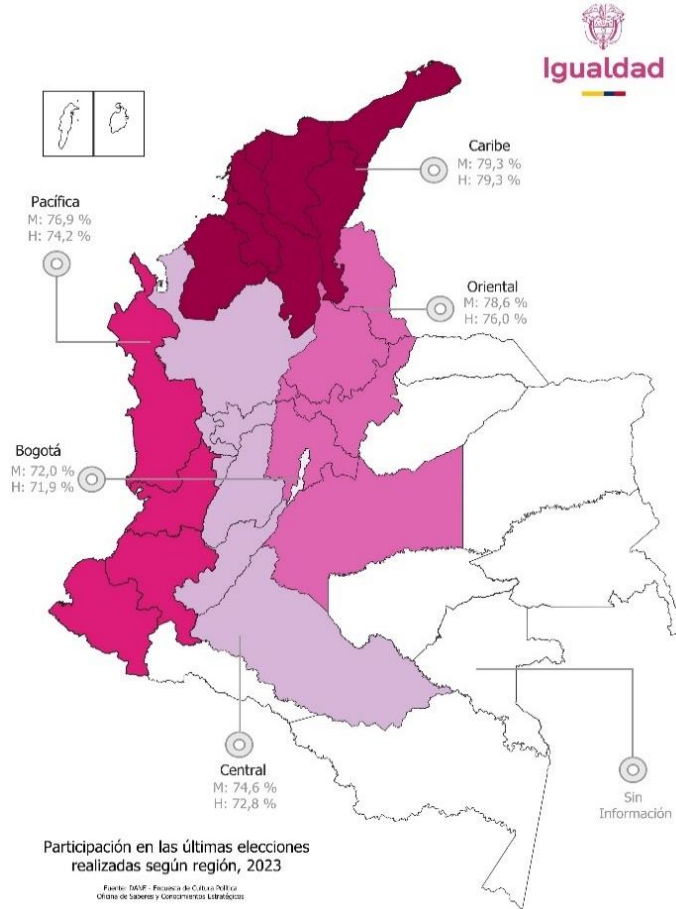 Igualdad
Caribe
M: 79,3 %
H: 79,3 %
Pacífica
M: 76,9 %
H: 74,2 %
Oriental
M: 78,6 %
H: 76,0 %
Bogotá
M: 72,0 %
H: 71,9 %
Central
M: 74,6 %
H: 72,8 %
Sin
Información
Participación en las últimas elecciones
realizadas según región, 2023
Fuente: DANE - Encuesta de Cultura Política
Oficina de Saberes y Conocimientos Estratégicos